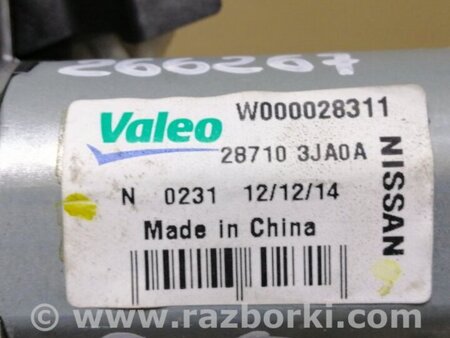 266267
Valeo
W000028311
28710 3JA0A
N 0231 12/12/14
Made in China
NISSAN
© www.razborki.com